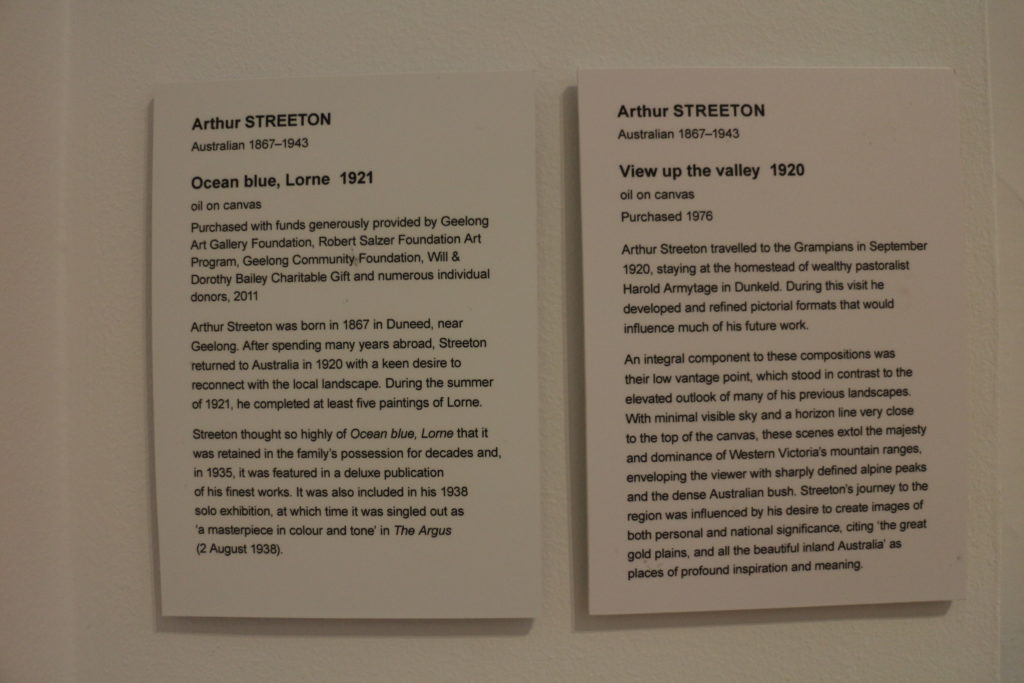 Arthur STREETON
Australian 1867–1943
Ocean blue, Lorne 1921
oil on canvas
Purchased with funds generously provided by Geelong
Art Gallery Foundation, Robert Salzer Foundation Art
Program, Geelong Community Foundation, Will &
Dorothy Bailey Charitable Gift and numerous individual
donors, 2011
Arthur Streeton was born in 1867 in Duneed, near
Geelong. After spending many years abroad, Streeton
returned to Australia in 1920 with a keen desire to
reconnect with the local landscape. During the summer
of 1921, he completed at least five paintings of Lorne.
Streeton thought so highly of Ocean blue, Lorne that it
was retained in the family's possession for decades and,
in 1935, it was featured in a deluxe publication
of his finest works. It was also included in his 1938
solo exhibition, at which time it was singled out as
'a masterpiece in colour and tone' in The Argus
(2 August 1938).
Arthur STREETON
Australian 1867–1943
View up the valley 1920
oil on canvas
Purchased 1976
Arthur Streeton travelled to the Grampians in September
1920, staying at the homestead of wealthy pastoralist
Harold Armytage in Dunkeld. During this visit he
developed and refined pictorial formats that would
influence much of his future work.
An integral component to these compositions was
their low vantage point, which stood in contrast to the
elevated outlook of many of his previous landscapes.
With minimal visible sky and a horizon line very close
to the top of the canvas, these scenes extol the majesty
and dominance of Western Victoria's mountain ranges,
enveloping the viewer with sharply defined alpine peaks
and the dense Australian bush. Streeton's journey to the
region was influenced by his desire to create images of
both personal and national significance, citing 'the great
gold plains, and all the beautiful inland Australia' as
places of profound inspiration and meaning.